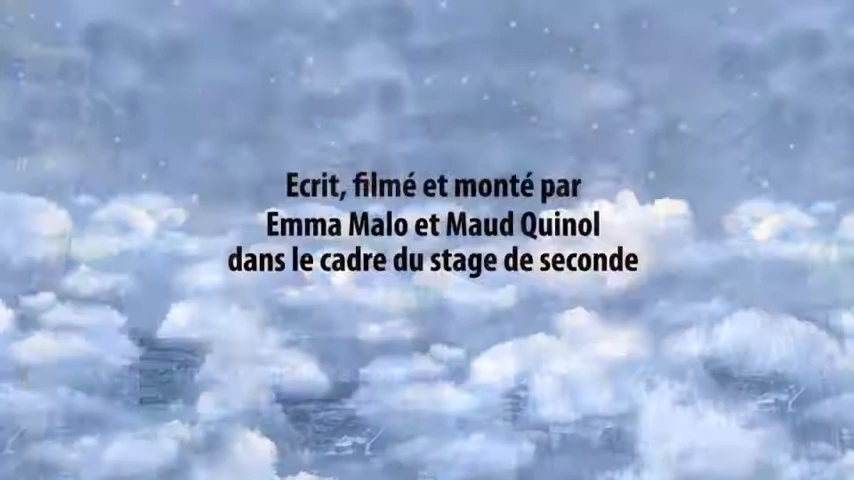 Ecrit, filmé et monté par
Emma Malo et Maud Quinol
dans le cadre du stage de seconde